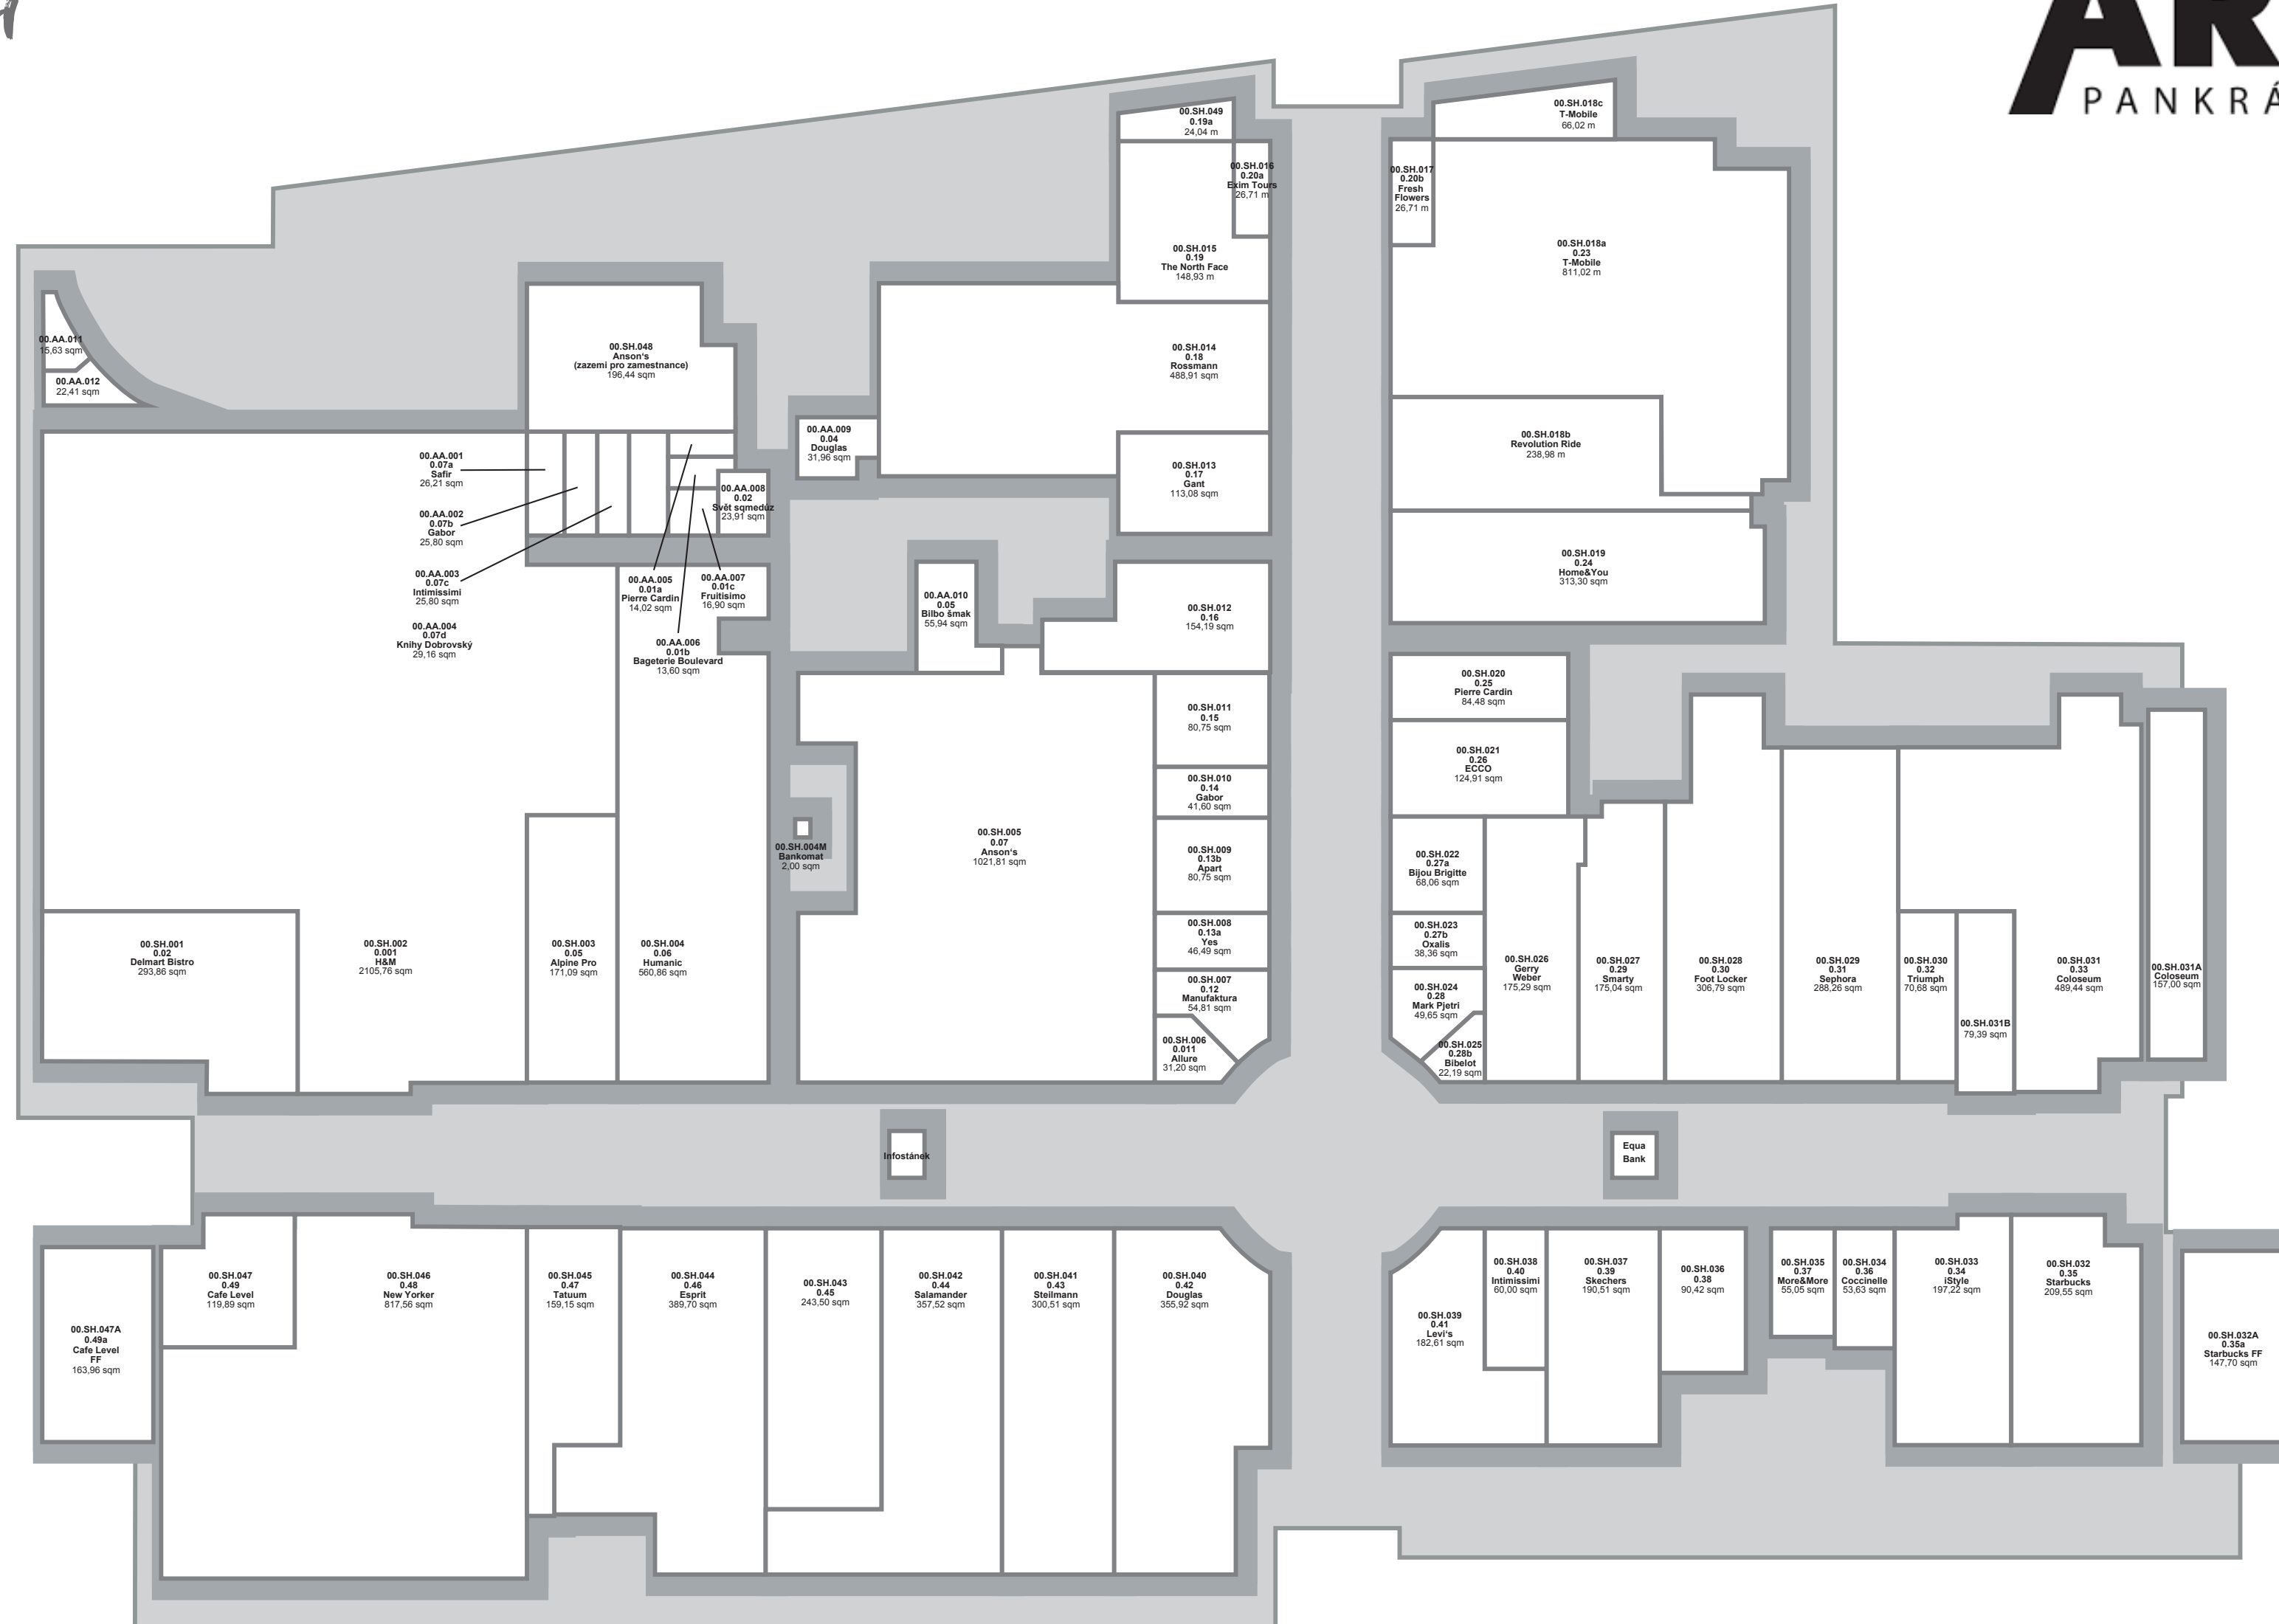 AR
PANKRÁ
00.SH.049
0.19a
24,04 m
00.SH.018c
T-Mobile
66,02 m
00.SH.016
0.20a
Exim Tours
26,71 m
00.SH.017
0.20b
Fresh
Flowers
26,71 m
00.SH.015
0.19
The North Face
148,93 m
00.SH.018a
0.23
T-Mobile
811,02 m
00.AA.011
15,63 sqm
00.AA.012
22,41 sqm
00.SH.048
Anson's
(zazemi pro zamestnance)
196,44 sqm
00.SH.014
0.18
Rossmann
488,91 sqm
00.AA.009
0.04
Douglas
31,96 sqm
00.SH.018b
Revolution Ride
238,98 m
00.AA.001
0.07a
Safir
26,21 sqm
00.SH.013
0.17
Gant
113,08 sqm
00.AA.008
0.02
Svět sqmedúz
23,91 sqm
00.AA.002
0.07b
Gabor
25,80 sqm
00.SH.019
0.24
Home&You
313,30 sqm
00.AA.003
0.07c
Intimissimi
25,80 sqm
00.AA.005
0.01a
Pierre Cardin
14,02 sqm
00.AA.007
0.01c
Fruitisimo
16,90 sqm
00.AA.010
0.05
Bilbo šmak
55,94 sqm
00.SH.012
0.16
154,19 sqm
00.AA.004
0.07d
Knihy Dobrovský
29,16 sqm
00.AA.006
0.01b
Bageterie Boulevard
13,60 sqm
00.SH.020
0.25
Pierre Cardin
84,48 sqm
00.SH.011
0.15
80,75 sqm
00.SH.021
0.26
ECCO
124,91 sqm
00.SH.010
0.14
Gabor
41,60 sqm
00.SH.004M
Bankomat
2,00 sqm
00.SH.005
0.07
Anson's
1021,81 sqm
00.SH.009
0.13b
Apart
80,75 sqm
00.SH.022
0.27a
Bijou Brigitte
68,06 sqm
00.SH.008
0.13a
Yes
46,49 sqm
00.SH.023
0.27b
Oxalis
38,36 sqm
00.SH.001
0.02
Delmart Bistro
293,86 sqm
00.SH.002
0.001
H&M
2105,76 sqm
00.SH.003
0.05
Alpine Pro
171,09 sqm
00.SH.004
0.06
Humanic
560,86 sqm
00.SH.007
0.12
Manufaktura
54,81 sqm
00.SH.024
0.28
Mark Pjetri
49,65 sqm
00.SH.026
Gerry
Weber
175,29 sqm
00.SH.027
0.29
Smarty
175,04 sqm
00.SH.028
0.30
Foot Locker
306,79 sqm
00.SH.029
0.31
Sephora
288,26 sqm
00.SH.030
0.32
Triumph
70,68 sqm
00.SH.031
0.33
Coloseum
489,44 sqm
00.SH.031A
Coloseum
157,00 sqm
00.SH.031B
79,39 sqm
00.SH.006
0.011
Allure
31,20 sqm
00.SH.025
0.28b
Bibelot
22,19 sqm
Infostánek
Equa
Bank
00.SH.047A
0.49a
Cafe Level
FF
163,96 sqm
00.SH.047
0.49
Cafe Level
119,89 sqm
00.SH.046
0.48
New Yorker
817,56 sqm
00.SH.045
0.47
Tatuum
159,15 sqm
00.SH.044
0.46
Esprit
389,70 sqm
00.SH.043
0.45
243,50 sqm
00.SH.042
0.44
Salamander
357,52 sqm
00.SH.041
0.43
Steilmann
300,51 sqm
00.SH.040
0.42
Douglas
355,92 sqm
00.SH.039
0.41
Levi's
182,61 sqm
00.SH.038
0.40
Intimissimi
60,00 sqm
00.SH.037
0.39
Skechers
190,51 sqm
00.SH.036
0.38
90,42 sqm
00.SH.035
0.37
More&More
55,05 sqm
00.SH.034
0.36
Coccinelle
53,63 sqm
00.SH.033
0.34
iStyle
197,22 sqm
00.SH.032
0.35
Starbucks
209,55 sqm
00.SH.032A
0.35a
Starbucks FF
147,70 sqm